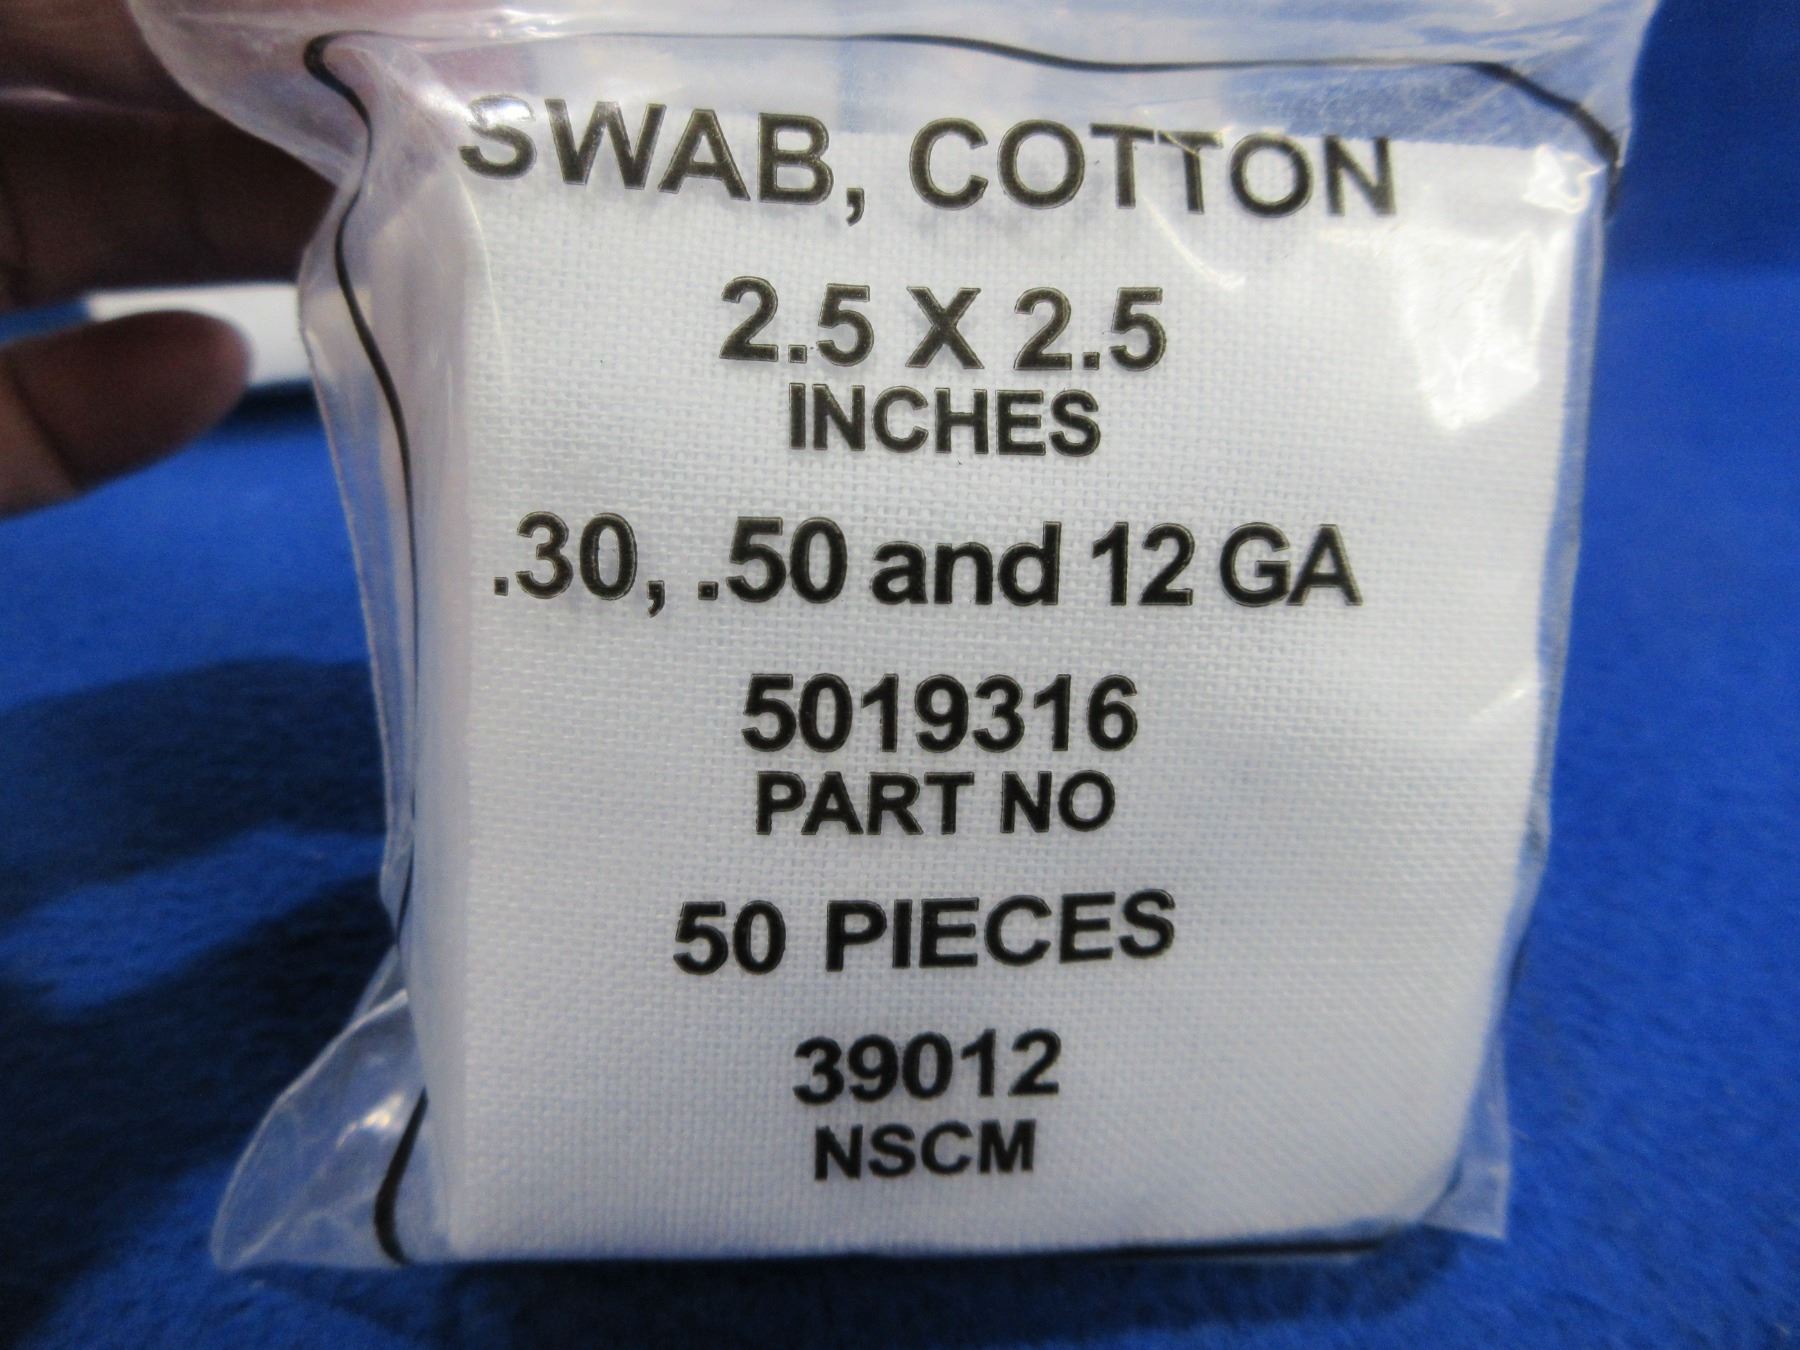 SWAB, COTTON
2.5 X 2.5
INCHES
.30, .50 and 12 GA
5019316
PART NO
50 PIECES
39012
NSCM